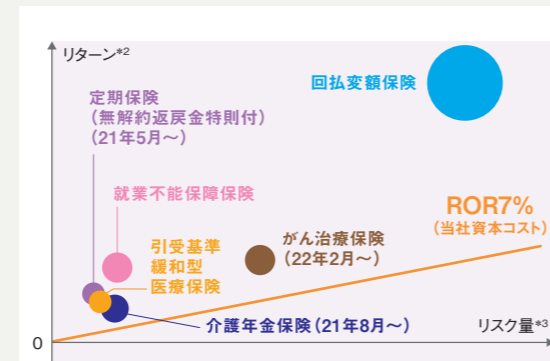 リターン*2
回払変額保険
定期保険
（無解約返戻金特則付）
（21年5月～）
就業不能保障保険
ROR7%
（当社資本コスト）
がん治療保険
（22年2月～）
引受基準
緩和型
医療保険
介護年金保険（21年8月～）
リスク量*3
0